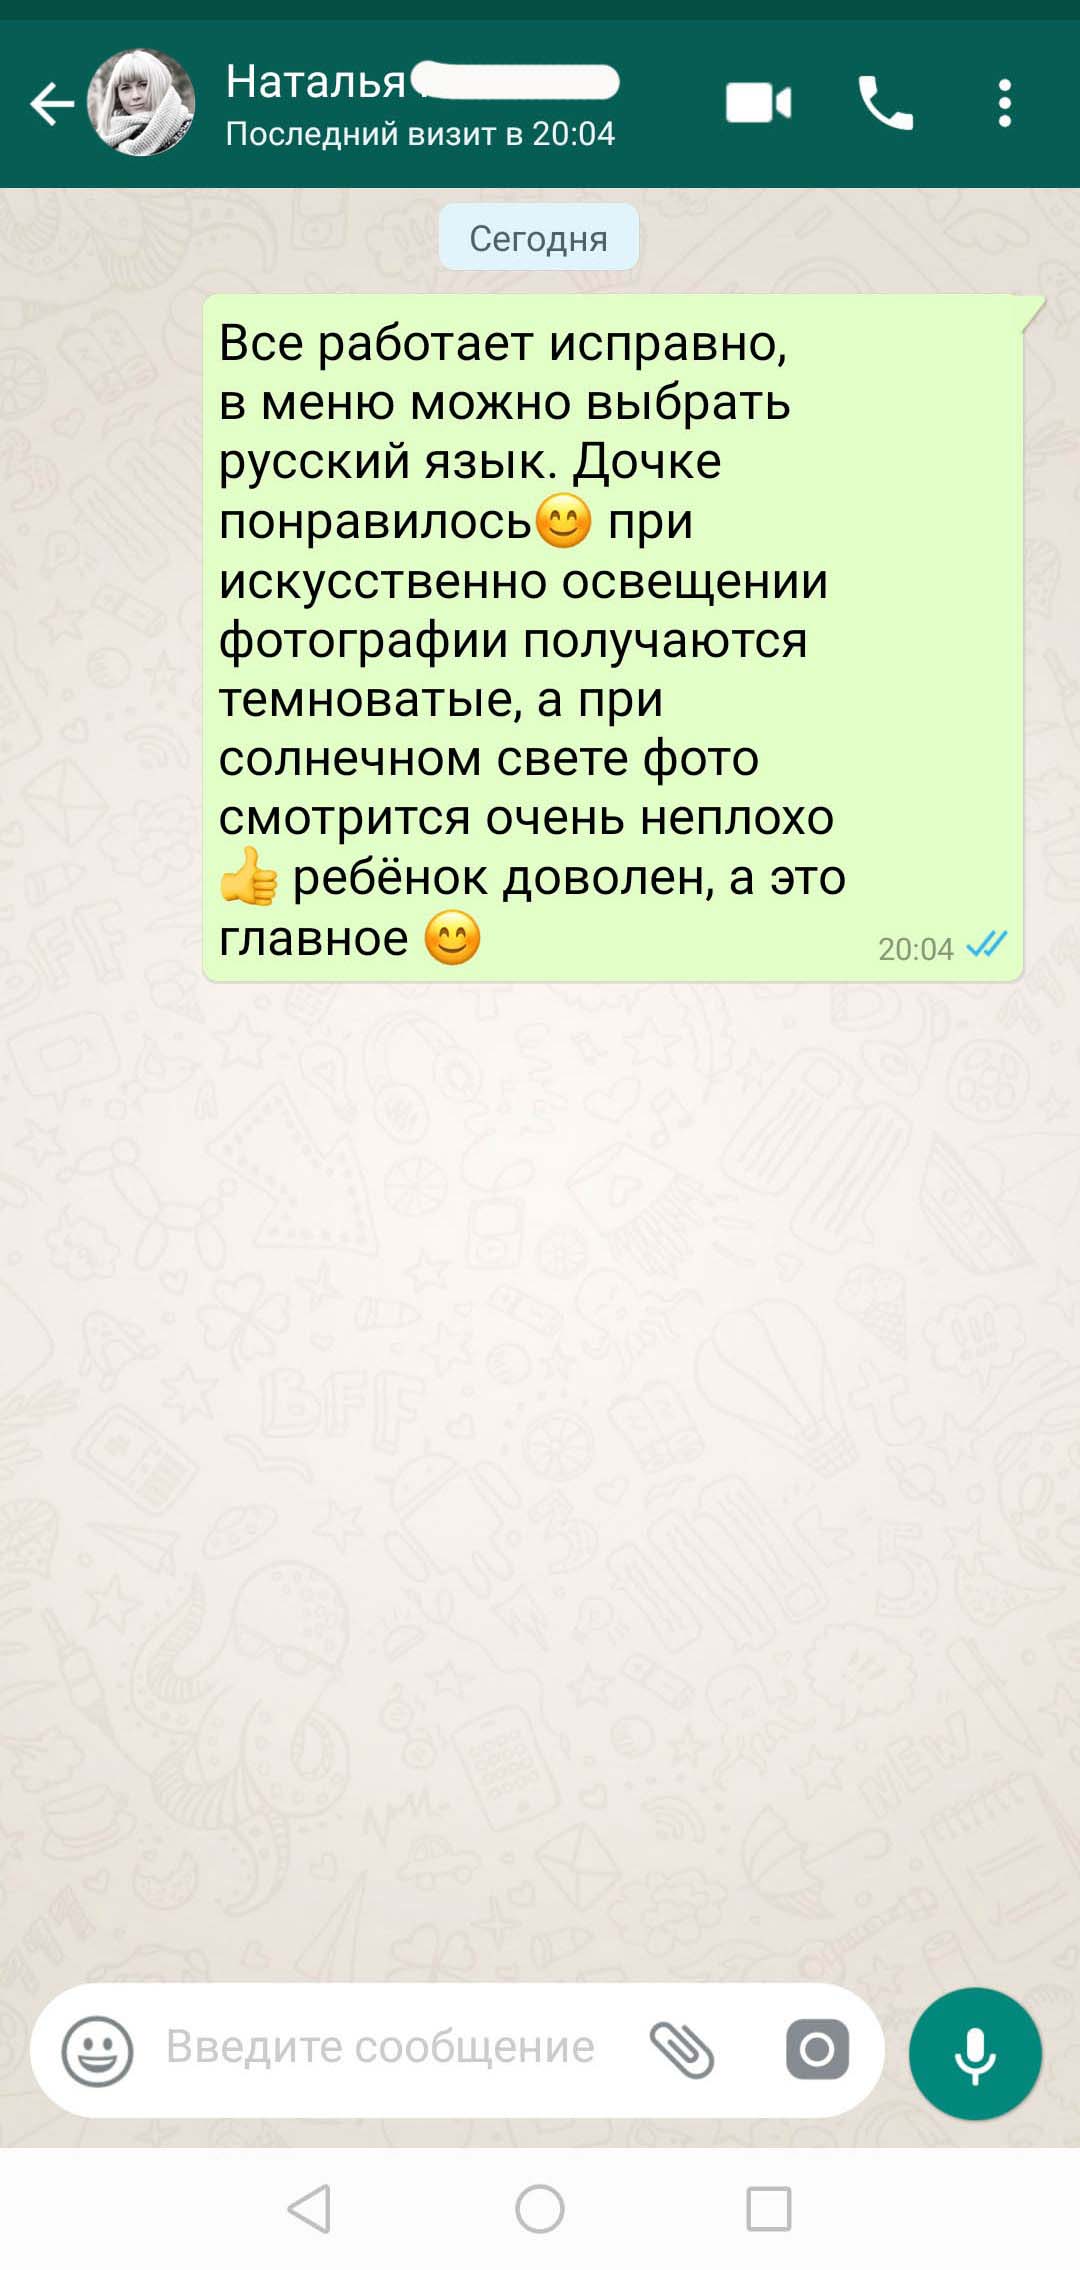 Наталья
Последний визит в 20:04
Сегодня
Все работает исправно,
в меню можно выбрать
русский язык. Дочке
понравилось😊 при
искусственно освещении
фотографии получаются
темноватые, а при
солнечном свете фото
смотрится очень неплохо
👍 ребёнок доволен, а это
главное 😊
20:04
Введите сообщение